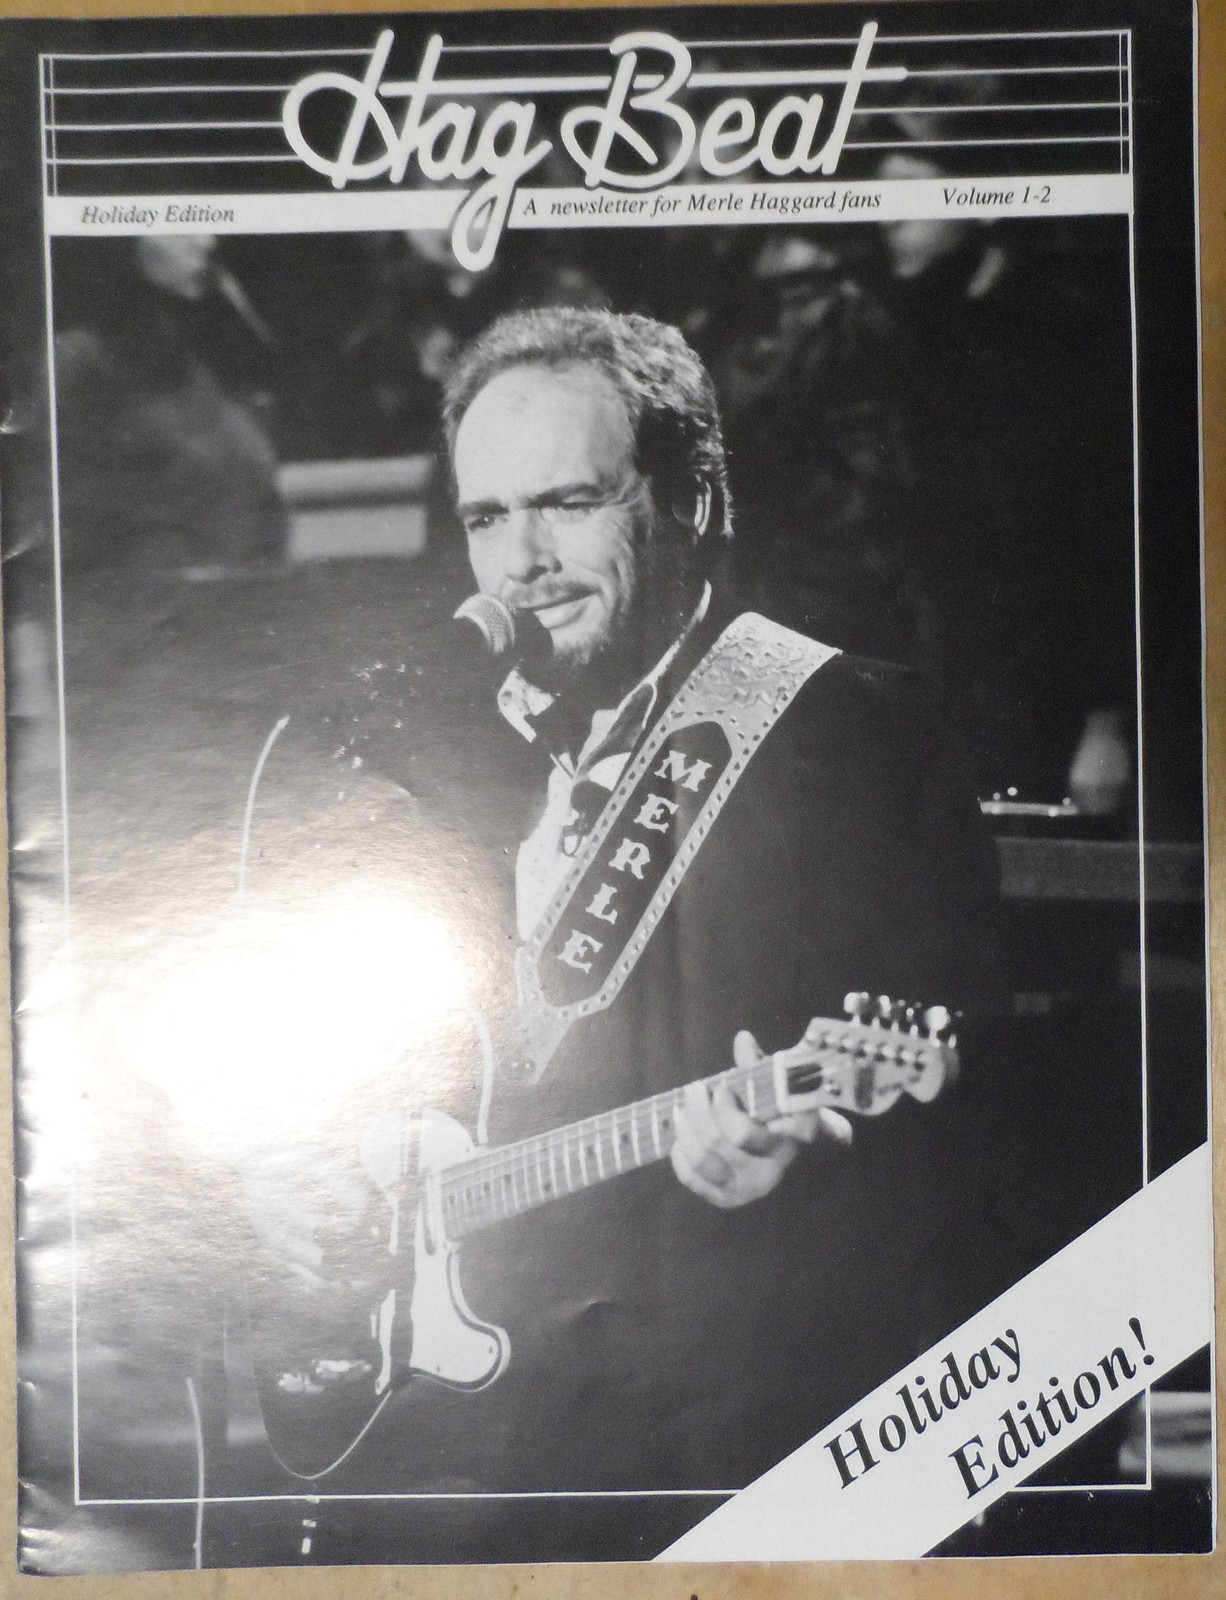 Hag Beat
Holiday Edition
A newsletter for Merle Haggard fans
Volume 1-2
MERLE
Holiday
Edition!